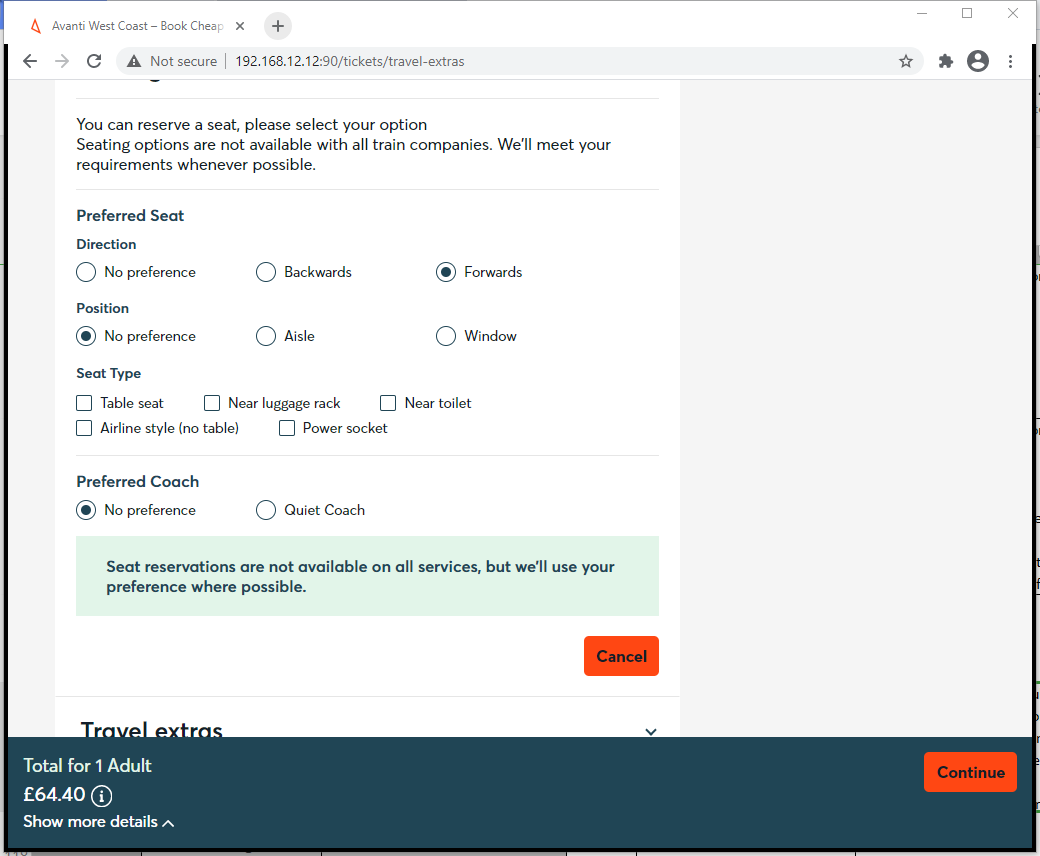 Avanti West Coast – Book Cheap
Not secure
192.168.12.12:90/tickets/travel-extras
You can reserve a seat, please select your option
Seating options are not available with all train companies. We'll meet your
requirements whenever possible.
Preferred Seat
Direction
No preference
Backwards
Forwards
Position
No preference
Aisle
Window
Seat Type
Table seat
Near luggage rack
Near toilet
Airline style (no table)
Power socket
Preferred Coach
No preference
Quiet Coach
Seat reservations are not available on all services, but we'll use your
preference where possible.
Cancel
Travel extras
Total for 1 Adult
£64.40
Show more details
Continue